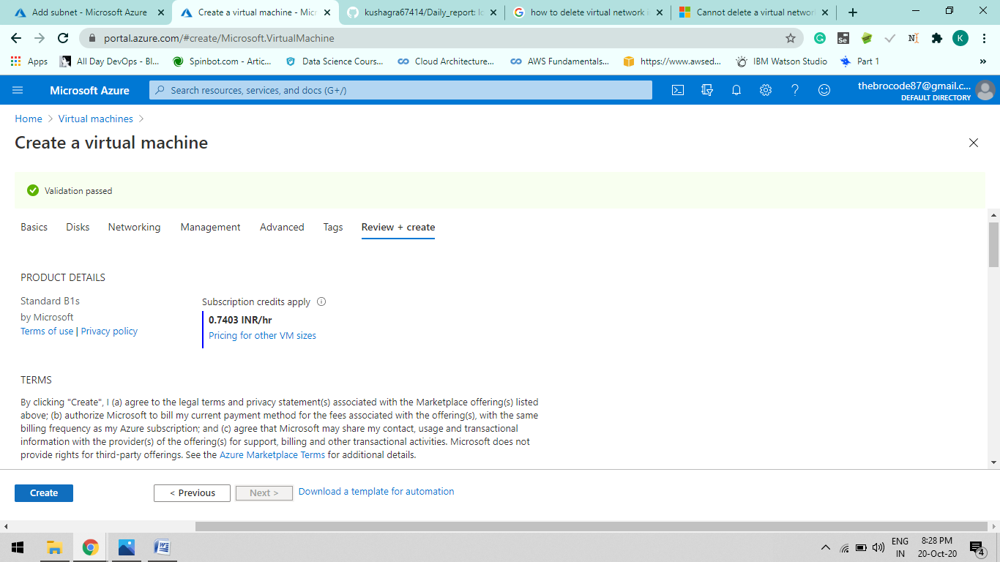 Add subnet - Microsoft Azure
Create a virtual machine - Micr
kushagra67414/Daily_report: Ic
how to delete virtual network i
Cannot delete a virtual networ
portal.azure.com/#create/Microsoft.VirtualMachine
Apps
All Day DevOps - Bl...
Spinbot.com - Artic...
Data Science Cours...
Cloud Architecture...
AWS Fundamentals...
https://www.awsed...
IBM Watson Studio
Part 1
»
Microsoft Azure
Search resources, services, and docs (G+/)
thebrocode87@gmail.c...
DEFAULT DIRECTORY
Home > Virtual machines >
Create a virtual machine
Validation passed
Basics
Disks
Networking
Management
Advanced
Tags
Review + create
PRODUCT DETAILS
Standard B1s
by Microsoft
Terms of use | Privacy policy
Subscription credits apply
0.7403 INR/hr
Pricing for other VM sizes
TERMS
By clicking "Create", I (a) agree to the legal terms and privacy statement(s) associated with the Marketplace offering(s) listed
above; (b) authorize Microsoft to bill my current payment method for the fees associated with the offering(s), with the same
billing frequency as my Azure subscription; and (c) agree that Microsoft may share my contact, usage and transactional
information with the provider(s) of the offering(s) for support, billing and other transactional activities. Microsoft does not
provide rights for third-party offerings. See the Azure Marketplace Terms for additional details.
Create
< Previous
Next >
Download a template for automation
ENG
IN
8:28 PM
20-Oct-20
4